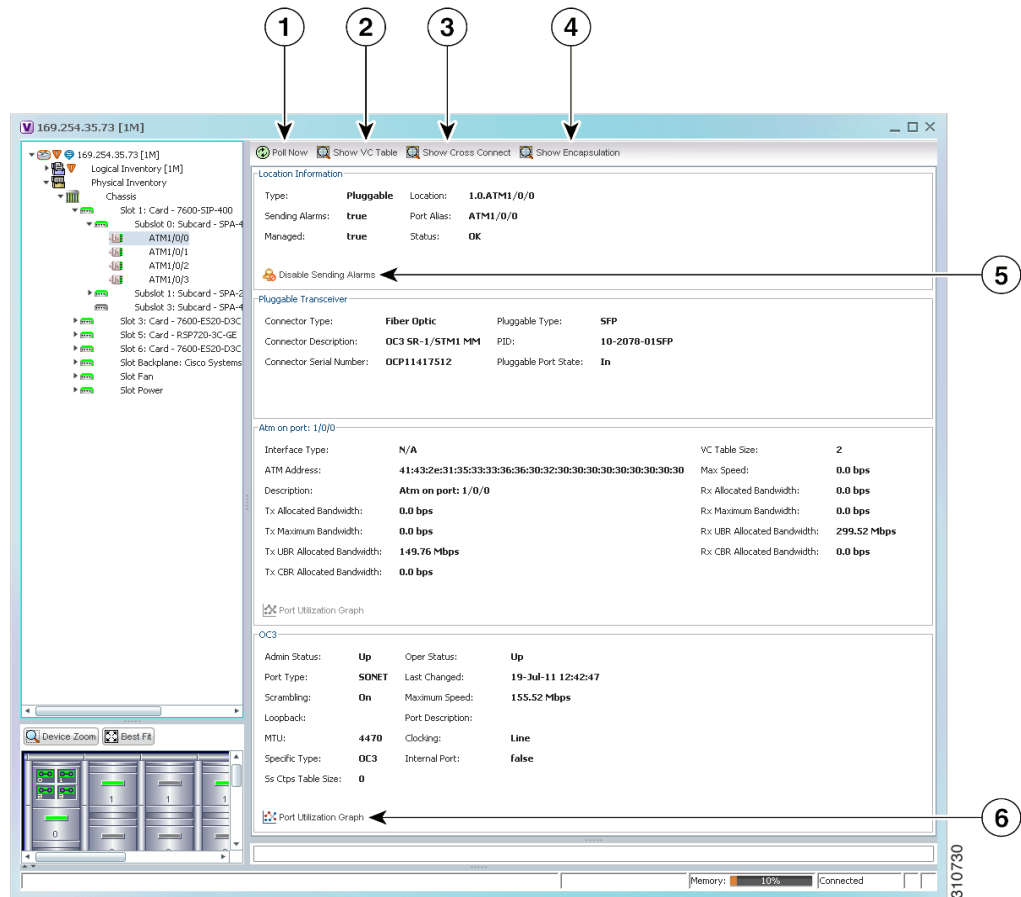 1 2 3 4
169.254.35.73 [1M]
169.254.35.73 [1M]
Logical Inventory [1M]
Physical Inventory
Chassis
Slot 1: Card - 7600-SIP-400
Subslot 0: Subcard - SPA-4
ATM1/0/0
ATM1/0/1
ATM1/0/2
ATM1/0/3
Subslot 1: Subcard - SPA-2
Subslot 3: Subcard - SPA-4
Slot 3: Card - 7600-ES20-D3C
Slot 5: Card - RSP720-3C-GE
Slot 6: Card - 7600-ES20-D3C
Slot Backplane: Cisco Systems
Slot Fan
Slot Power
Device Zoom Best Fit
1 1 1
0
Poll Now Show VC Table Show Cross Connect Show Encapsulation
Location Information
Type: Pluggable Location: 1.0.ATM1/0/0
Sending Alarms: true Port Alias: ATM1/0/0
Managed: true Status: OK
Disable Sending Alarms
5
Pluggable Transceiver
Connector Type: Fiber Optic Pluggable Type: SFP
Connector Description: OC3 SR-1/STM1 MM PID: 10-2078-01SFP
Connector Serial Number: OCP11417512 Pluggable Port State: In
Atm on port: 1/0/0
Interface Type: N/A VC Table Size: 2
ATM Address: 41:43:2e:31:35:33:33:36:36:30:32:30:30:30:30:30:30:30:30:30 Max Speed: 0.0 bps
Description: Atm on port: 1/0/0 Rx Allocated Bandwidth: 0.0 bps
Tx Allocated Bandwidth: 0.0 bps Rx Maximum Bandwidth: 0.0 bps
Tx Maximum Bandwidth: 0.0 bps Rx UBR Allocated Bandwidth: 299.52 Mbps
Tx UBR Allocated Bandwidth: 149.76 Mbps Rx CBR Allocated Bandwidth: 0.0 bps
Tx CBR Allocated Bandwidth: 0.0 bps
Port Utilization Graph
OC3
Admin Status: Up Oper Status: Up
Port Type: SONET Last Changed: 19-Jul-11 12:42:47
Scrambling: On Maximum Speed: 155.52 Mbps
Loopback: Port Description:
MTU: 4470 Clocking: Line
Specific Type: OC3 Internal Port: false
Ss Ctps Table Size: 0
Port Utilization Graph
6
Memory: 10% Connected
310730